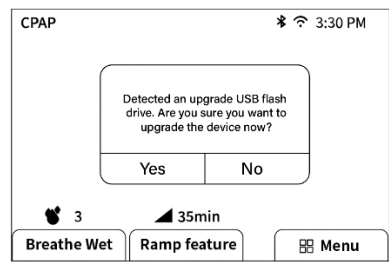 CPAP 3:30 PM
Detected an upgrade USB flash
drive. Are you sure you want to
upgrade the device now?
Yes No
3 35min
Breathe Wet Ramp feature Menu